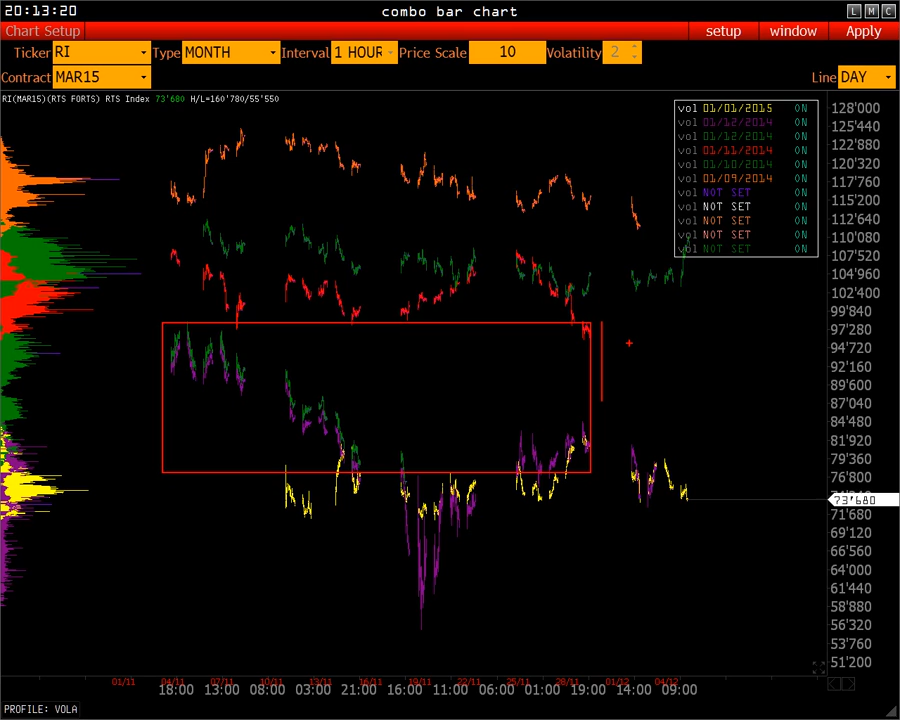 20:13:20
combo bar chart
L M C
Chart Setup
setup window Apply
Ticker RI Type MONTH Interval 1 HOUR Price Scale 10 Volatility 2
Contract MAR15
Line DAY
RI(MAR15)(RTS FORTS) RTS Index 73'680 H/L=160'780/55'550
vol 01/01/2015 ON
vol 01/12/2014 ON
vol 01/12/2014 ON
vol 01/11/2014 ON
vol 01/10/2014 ON
vol 01/09/2014 ON
vol NOT SET ON
vol NOT SET ON
vol NOT SET ON
vol NOT SET ON
vol NOT SET ON
128'000
125'440
122'880
120'320
117'760
115'200
112'640
110'080
107'520
104'960
102'400
99'840
97'280
94'720
92'160
89'600
87'040
84'480
81'920
79'360
76'800
73'680
71'680
69'120
66'560
64'000
61'440
58'880
56'320
53'760
51'200
01/11 04/11 07/11 10/11 13/11 16/11 19/11 22/11 25/11 28/11 01/12 04/12
18:00 13:00 08:00 03:00 21:00 16:00 11:00 06:00 01:00 19:00 14:00 09:00
PROFILE: VOLA